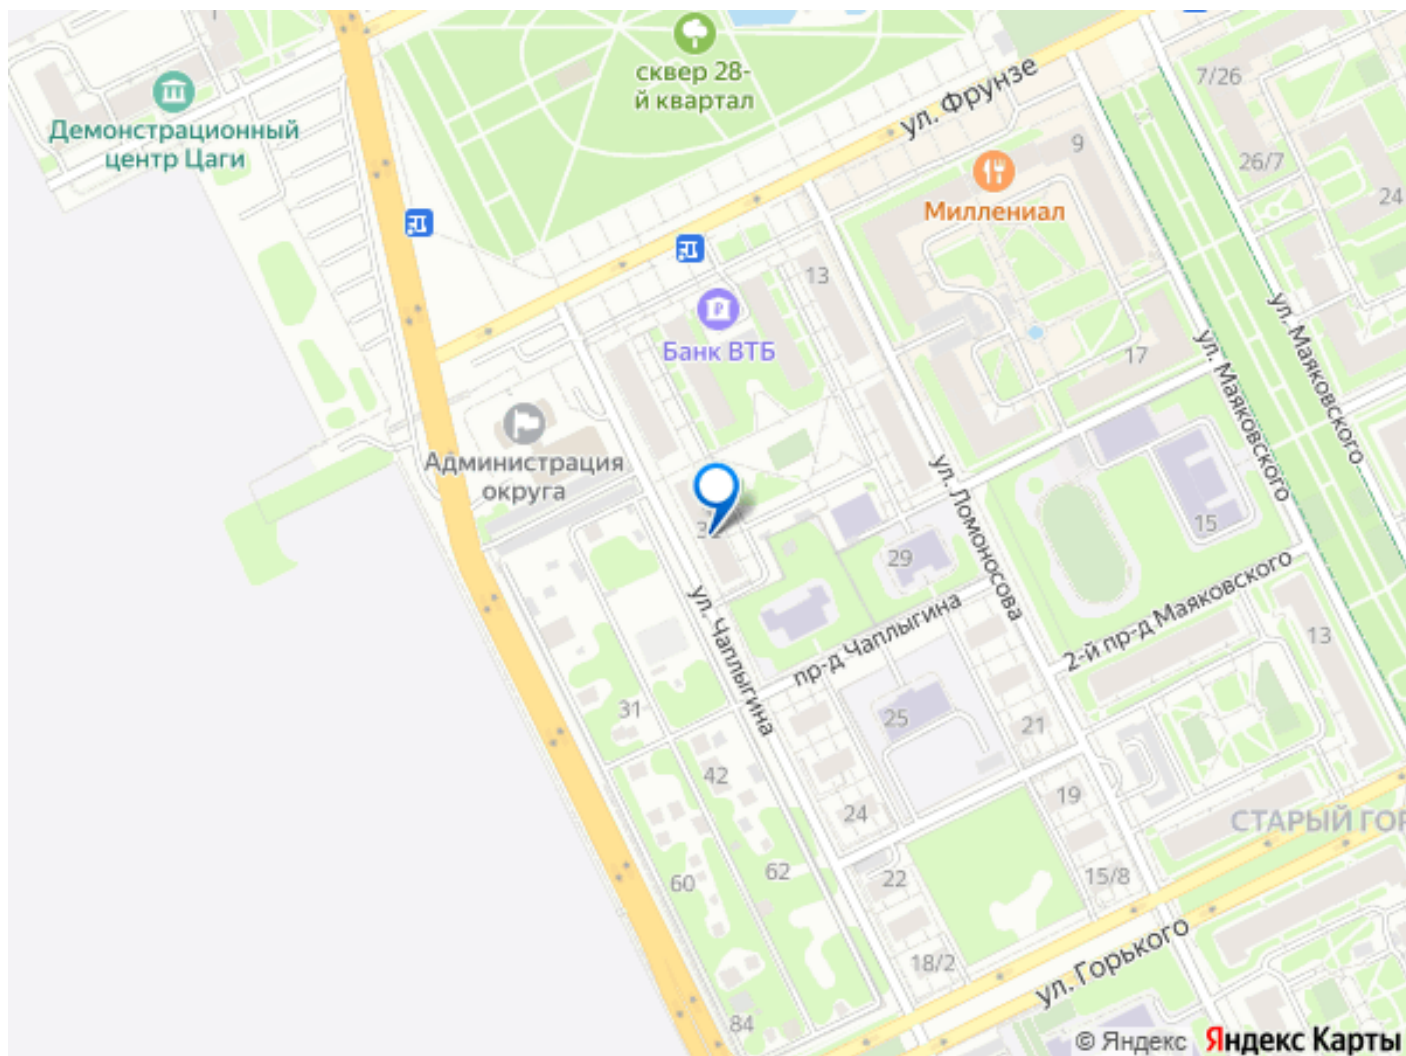 1
сквер 28-
й квартал
Демонстрационный
центр Цаги
ул. Фрунзе
7/26
9
26/7
24
Миллениал
13
Банк ВТБ
17
ул. Маяковского
ул. Маяковского
Администрация
округа
ул. Ломоносова
15
29
ул. Чаплыгина
пр-д Чаплыгина
2-й пр-д Маяковского
13
31
25
21
42
24
19
СТАРЫЙ ГОР
60
62
22
15/8
18/2
ул. Горького
84
© Яндекс Яндекс Карты